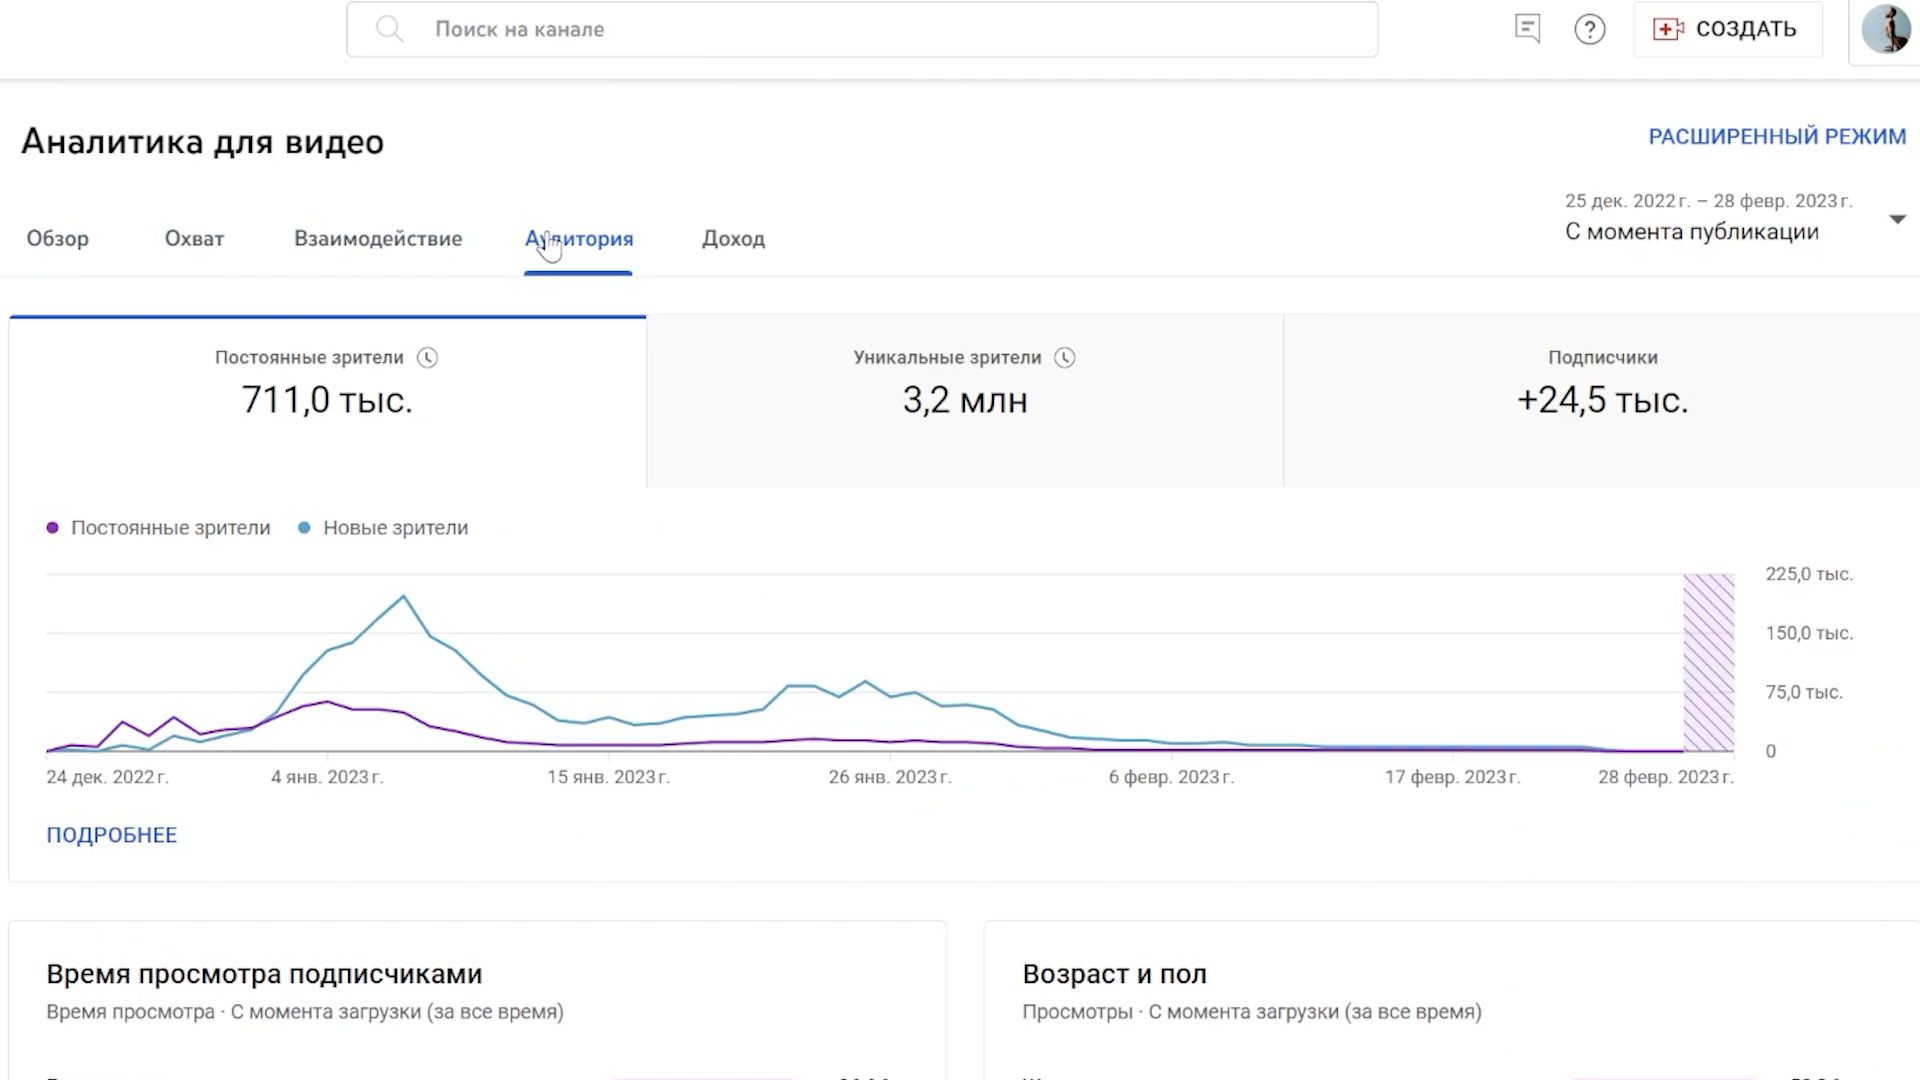 Поиск на канале
СОЗДАТЬ
Аналитика для видео
РАСШИРЕННЫЙ РЕЖИМ
25 дек. 2022 г. – 28 февр. 2023 г.
С момента публикации
Обзор Охват Взаимодействие Аудитория Доход
Постоянные зрители
711,0 тыс.
Уникальные зрители
3,2 млн
Подписчики
+24,5 тыс.
Постоянные зрители Новые зрители
225,0 тыс.
150,0 тыс.
75,0 тыс.
0
24 дек. 2022 г. 4 янв. 2023 г. 15 янв. 2023 г. 26 янв. 2023 г. 6 февр. 2023 г. 17 февр. 2023 г. 28 февр. 2023 г.
ПОДРОБНЕЕ
Время просмотра подписчиками
Время просмотра · С момента загрузки (за все время)
Возраст и пол
Просмотры · С момента загрузки (за все время)